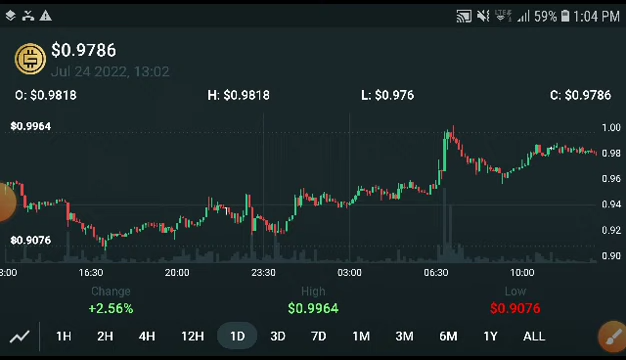 59% 1:04 PM
$0.9786
Jul 24 2022, 13:02
O: $0.9818 H: $0.9818 L: $0.976 C: $0.9786
$0.9964
1.00
0.98
0.96
0.94
0.92
$0.9076
0.90
3:00 16:30 20:00 23:30 03:00 06:30 10:00
Change High Low
+2.56% $0.9964 $0.9076
1H 2H 4H 12H 1D 3D 7D 1M 3M 6M 1Y ALL